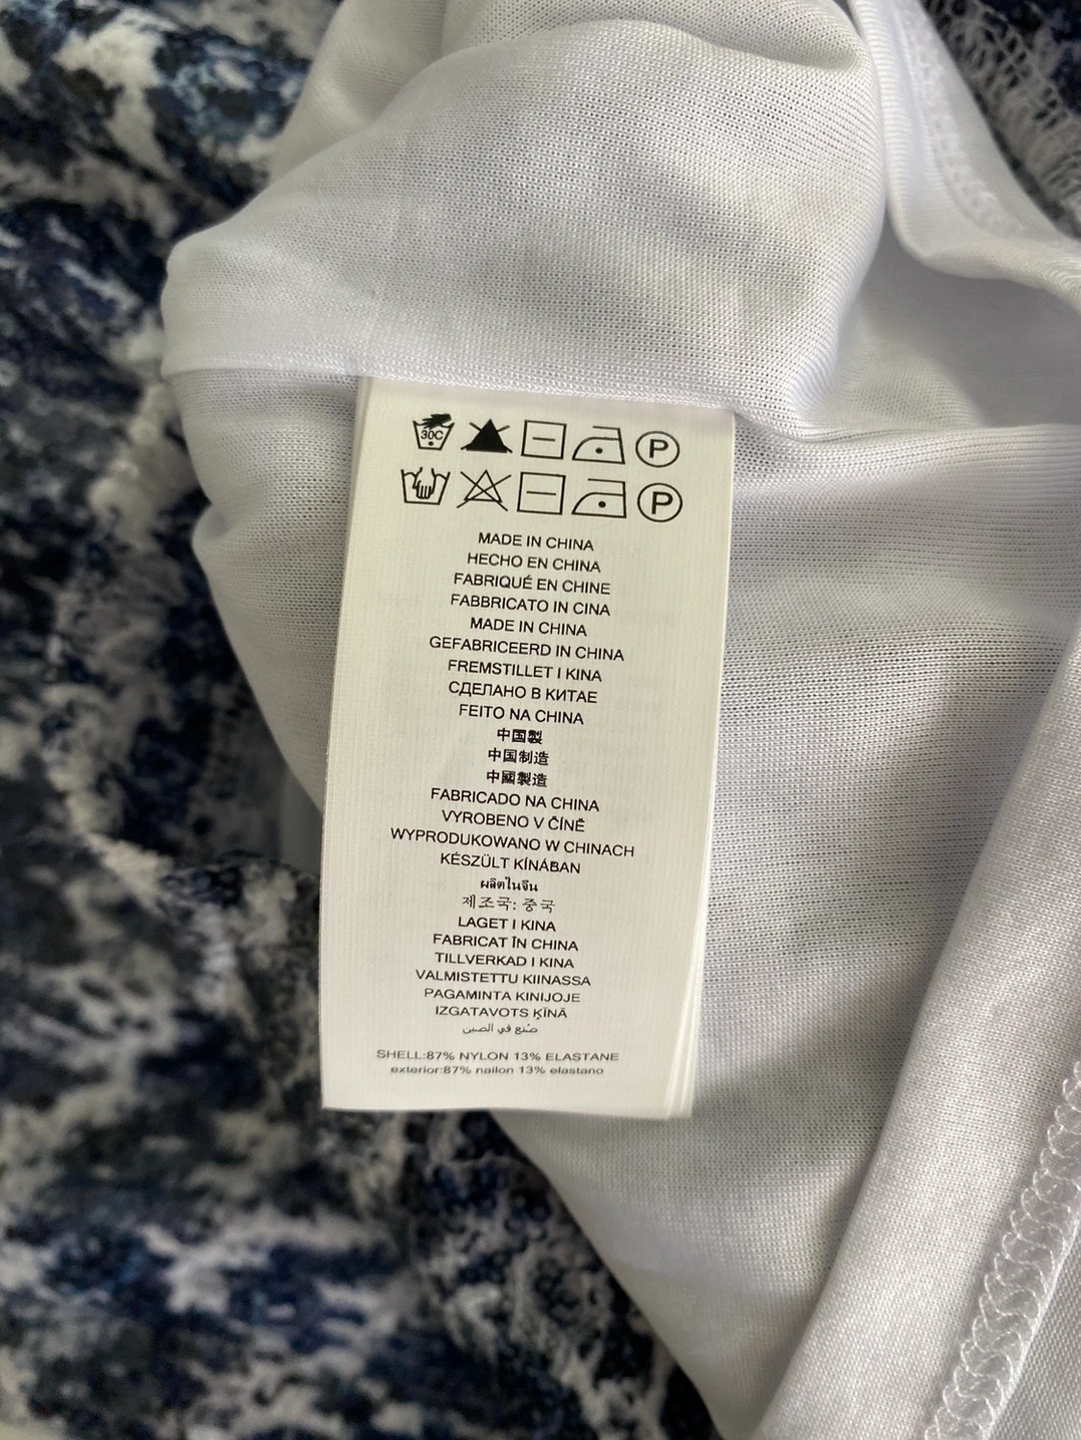 30C P
P
MADE IN CHINA
HECHO EN CHINA
FABRIQUÉ EN CHINE
FABBRICATO IN CINA
MADE IN CHINA
GEFABRICEERD IN CHINA
FREMSTILLET I KINA
СДЕЛАНО В КИТАЕ
FEITO NA CHINA
中国製
中国制造
中國製造
FABRICADO NA CHINA
VYROBENO V ČÍNĚ
WYPRODUKOWANO W CHINACH
KÉSZÜLT KÍNÁBAN
ผลิตในจีน
제조국: 중국
LAGET I KINA
FABRICAT ÎN CHINA
TILLVERKAD I KINA
VALMISTETTU KIINASSA
PAGAMINTA KINIJOJE
IZGATAVOTS ĶĪNĀ
صُنع في الصين
SHELL:87% NYLON 13% ELASTANE
exterior:87% nailon 13% elastano